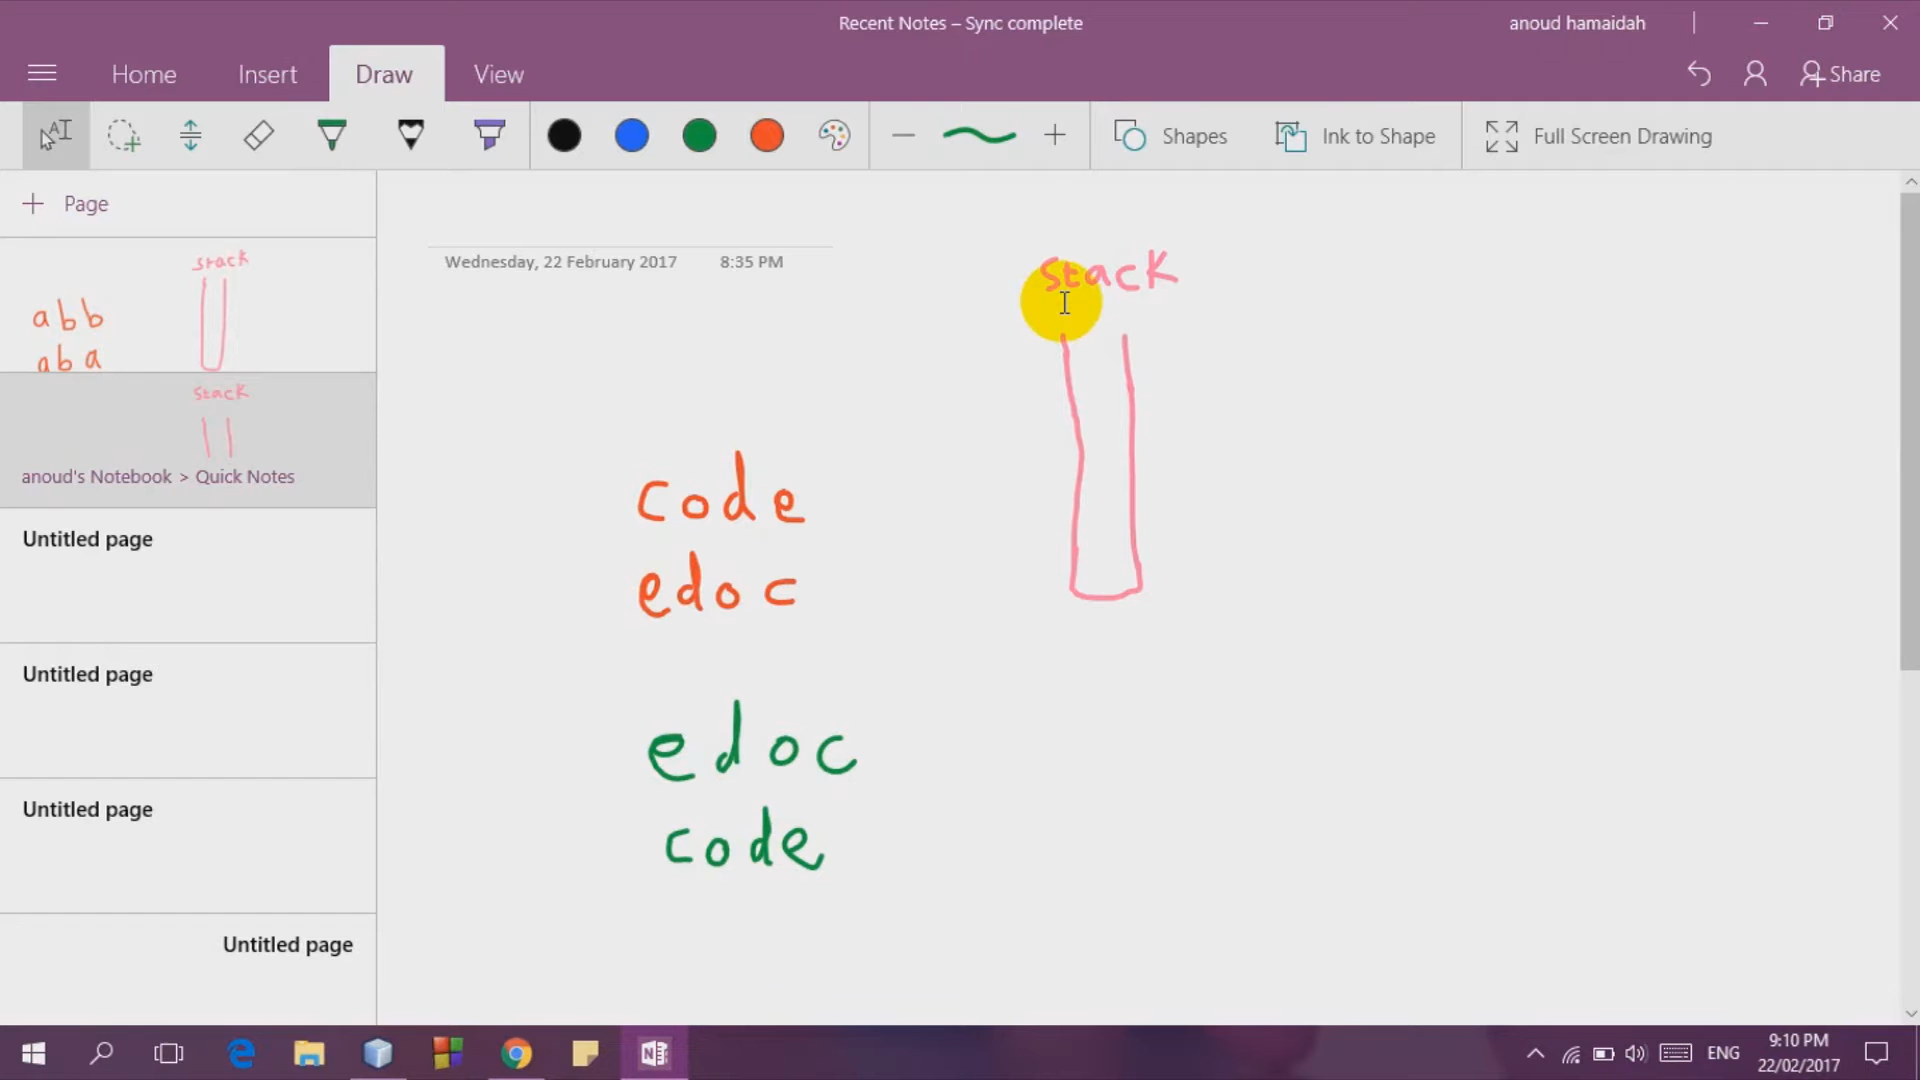 Recent Notes – Sync complete
anoud hamaidah
Home
Insert
Draw
View
Share
Shapes
Ink to Shape
Full Screen Drawing
Page
stack
abb
aba
stack
anoud's Notebook > Quick Notes
Untitled page
Untitled page
Untitled page
Untitled page
Wednesday, 22 February 2017 8:35 PM
stack
code
edoc
edoc
code
ENG
9:10 PM
22/02/2017